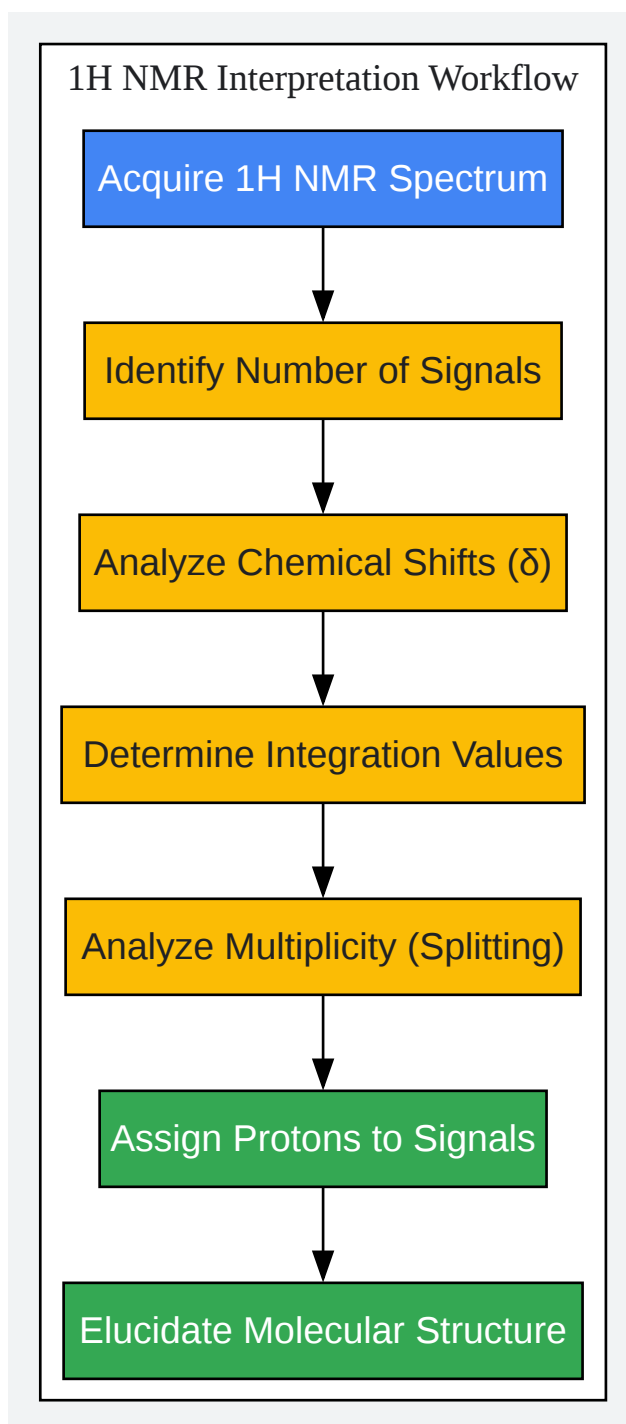 1H NMR Interpretation Workflow
Acquire 1H NMR Spectrum
Identify Number of Signals
Analyze Chemical Shifts (δ)
Determine Integration Values
Analyze Multiplicity (Splitting)
Assign Protons to Signals
Elucidate Molecular Structure